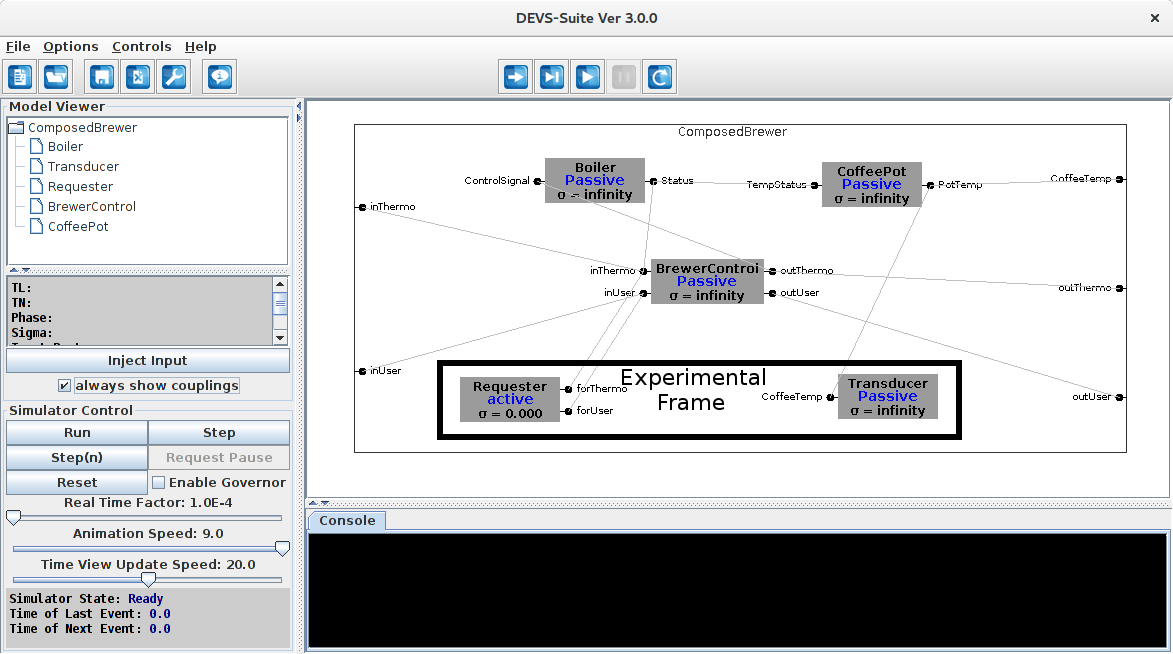 DEVS-Suite Ver 3.0.0
File Options Controls Help
Model Viewer
ComposedBrewer
Boiler
Transducer
Requester
BrewerControl
CoffeePot
TL:
TN:
Phase:
Sigma:
Inject Input
always show couplings
Simulator Control
Run Step
Step(n) Request Pause
Reset Enable Governor
Real Time Factor: 1.0E-4
Animation Speed: 9.0
Time View Update Speed: 20.0
Simulator State: Ready
Time of Last Event: 0.0
Time of Next Event: 0.0
ComposedBrewer
Boiler
Passive
σ = infinity
ControlSignal
Status
CoffeePot
Passive
σ = infinity
TempStatus
PotTemp
CoffeeTemp
inThermo
BrewerControl
Passive
σ = infinity
inThermo
inUser
outThermo
outUser
outThermo
inUser
Experimental
Frame
Requester
active
σ = 0.000
forThermo
forUser
CoffeeTemp
Transducer
Passive
σ = infinity
outUser
Console